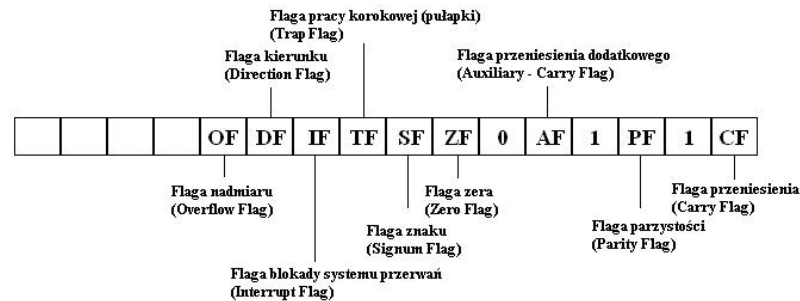 Flaga pracy korokowej (pułapki)
(Trap Flag)
Flaga kierunku
(Direction Flag)
Flaga przeniesienia dodatkowego
(Auxiliary - Carry Flag)
OF DF IF TF SF ZF 0 AF 1 PF 1 CF
Flaga nadmiaru
(Overflow Flag)
Flaga zera
(Zero Flag)
Flaga przeniesienia
(Carry Flag)
Flaga znaku
(Signum Flag)
Flaga parzystości
(Parity Flag)
Flaga blokady systemu przerwań
(Interrupt Flag)